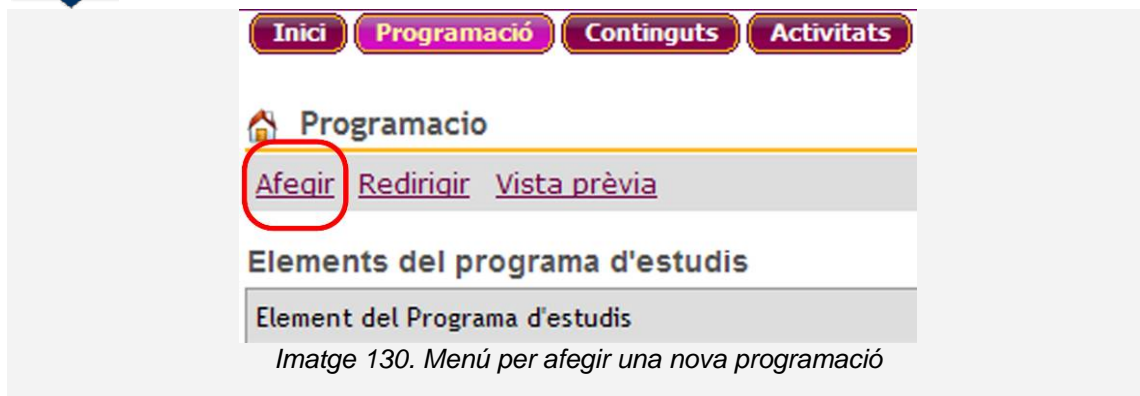 Inici Programació Continguts Activitats
Programacio
Afegir Redirigir Vista prèvia
Elements del programa d'estudis
Element del Programa d'estudis
Imatge 130. Menú per afegir una nova programació